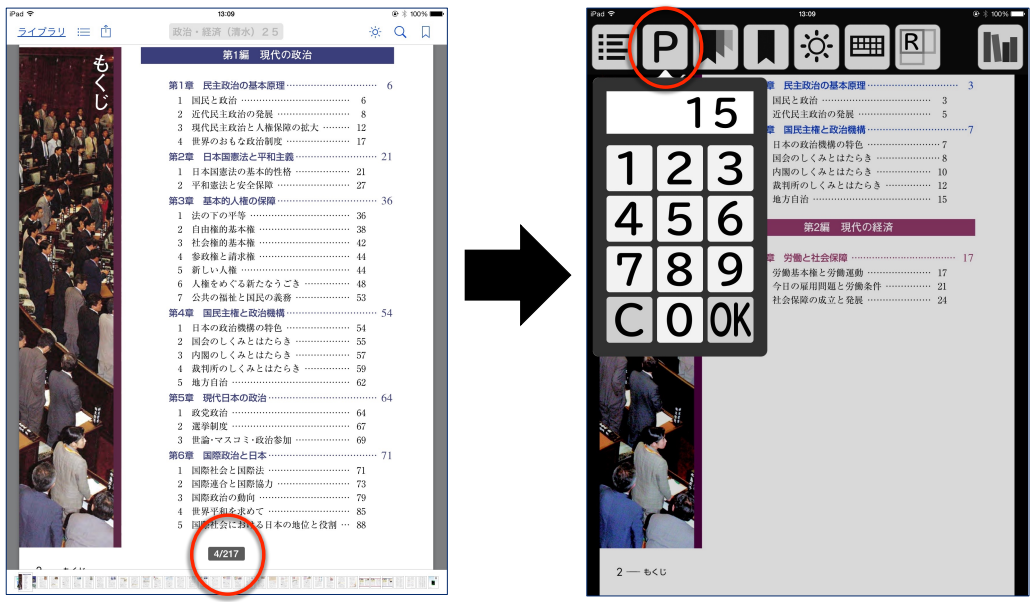 iPad 13:09 100%
ライブラリ 政治・経済（清水）２５
もくじ
第1編 現代の政治
第1章 民主政治の基本原理 6
1 国民と政治 6
2 近代民主政治の発展 8
3 現代民主政治と人権保障の拡大 12
4 世界のおもな政治制度 17
第2章 日本国憲法と平和主義 21
1 日本国憲法の基本的性格 21
2 平和憲法と安全保障 27
第3章 基本的人権の保障 36
1 法の下の平等 36
2 自由権的基本権 38
3 社会権的基本権 42
4 参政権と請求権 44
5 新しい人権 44
6 人権をめぐる新たなうごき 48
7 公共の福祉と国民の義務 53
第4章 国民主権と政治機構 54
1 日本の政治機構の特色 54
2 国会のしくみとはたらき 55
3 内閣のしくみとはたらき 57
4 裁判所のしくみとはたらき 59
5 地方自治 62
第5章 現代日本の政治 64
1 政党政治 64
2 選挙制度 67
3 世論・マスコミ・政治参加 69
第6章 国際政治と日本 71
1 国際社会と国際法 71
2 国際連合と国際協力 73
3 国際政治の動向 79
4 世界平和を求めて 85
5 国際社会における日本の地位と役割 88
4/217
2 ― もくじ
iPad 13:09 100%
P R
15
1 2 3
4 5 6
7 8 9
C 0 OK
章 民主政治の基本原理 3
国民と政治 3
近代民主政治の発展 5
章 国民主権と政治機構 7
日本の政治機構の特色 7
国会のしくみとはたらき 8
内閣のしくみとはたらき 10
裁判所のしくみとはたらき 12
地方自治 15
第2編 現代の経済
章 労働と社会保障 17
労働基本権と労働運動 17
今日の雇用問題と労働条件 21
社会保障の成立と発展 24
2 ― もくじ